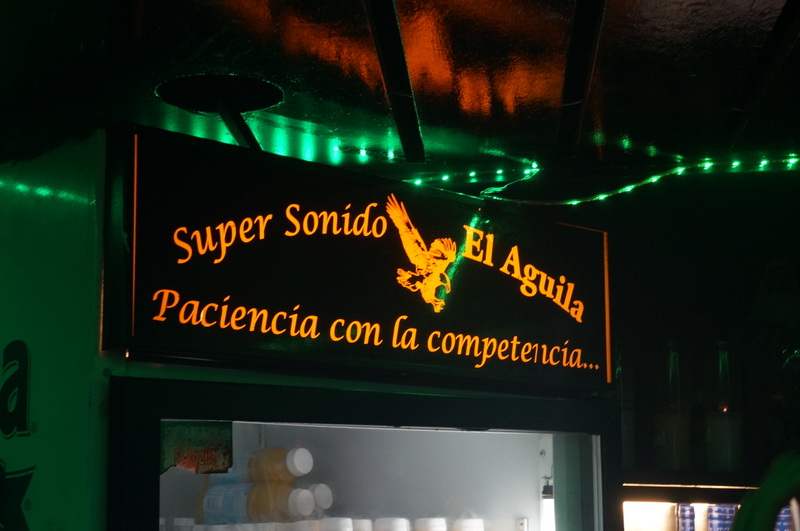 Super Sonido El Aguila
Paciencia con la competencia...
a